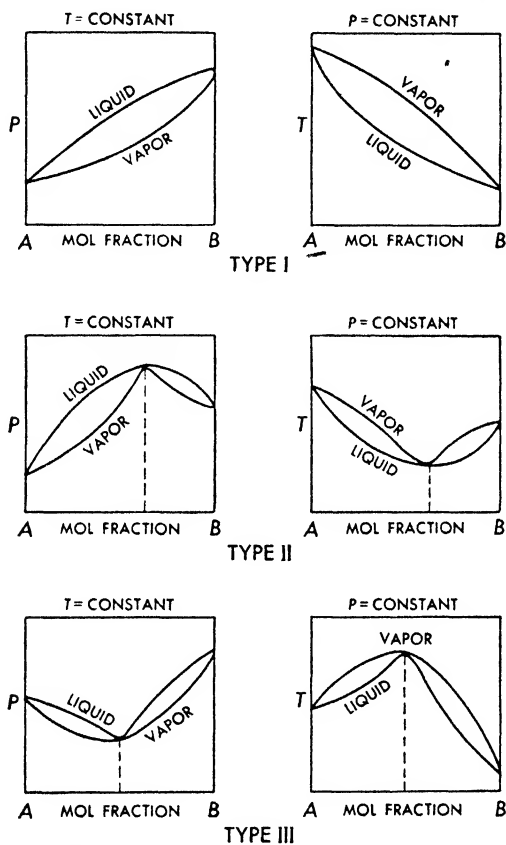 T = CONSTANT
P = CONSTANT
P
LIQUID
VAPOR
T
VAPOR
LIQUID
A MOL FRACTION B
A MOL FRACTION B
TYPE I
T = CONSTANT
P = CONSTANT
P
LIQUID
VAPOR
T
VAPOR
LIQUID
A MOL FRACTION B
A MOL FRACTION B
TYPE II
T = CONSTANT
P = CONSTANT
P
LIQUID
VAPOR
T
VAPOR
LIQUID
A MOL FRACTION B
A MOL FRACTION B
TYPE III